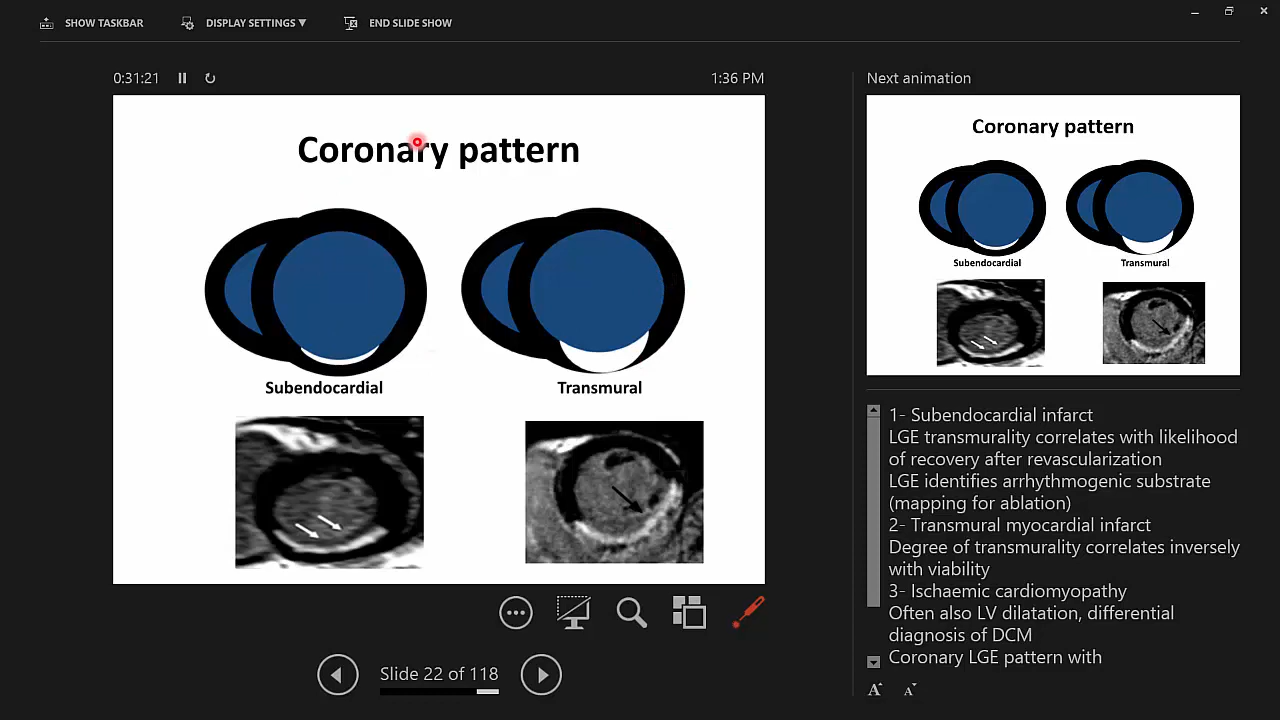 SHOW TASKBAR
DISPLAY SETTINGS ▼
END SLIDE SHOW
0:31:21
1:36 PM
Coronary pattern
Subendocardial
Transmural
Slide 22 of 118
Next animation
Coronary pattern
Subendocardial
Transmural
1- Subendocardial infarct
LGE transmurality correlates with likelihood
of recovery after revascularization
LGE identifies arrhythmogenic substrate
(mapping for ablation)
2- Transmural myocardial infarct
Degree of transmurality correlates inversely
with viability
3- Ischaemic cardiomyopathy
Often also LV dilatation, differential
diagnosis of DCM
Coronary LGE pattern with
A A